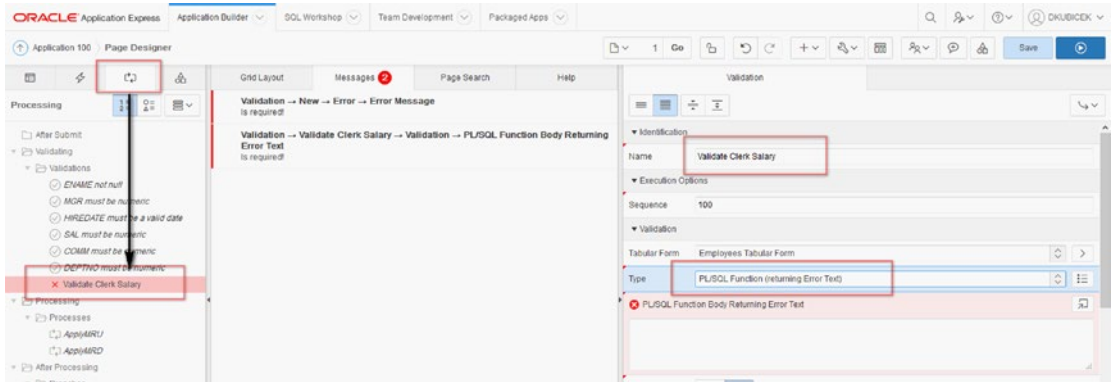 ORACLE Application Express Application Builder SQL Workshop Team Development Packaged Apps DKUBICEK
Application 100 Page Designer 1 Go Save
Grid Layout Messages 2 Page Search Help Validation
Processing
Validation → New → Error → Error Message
Is required!
Validation → Validate Clerk Salary → Validation → PL/SQL Function Body Returning
Error Text
Is required!
After Submit
Validating
Validations
ENAME not null
MGR must be numeric
HIREDATE must be a valid date
SAL must be numeric
COMM must be numeric
DEPTNO must be numeric
Validate Clerk Salary
Processing
Processes
ApplyMRU
ApplyMRD
After Processing
Identification
Name Validate Clerk Salary
Execution Options
Sequence 100
Validation
Tabular Form Employees Tabular Form
Type PL/SQL Function (returning Error Text)
PL/SQL Function Body Returning Error Text